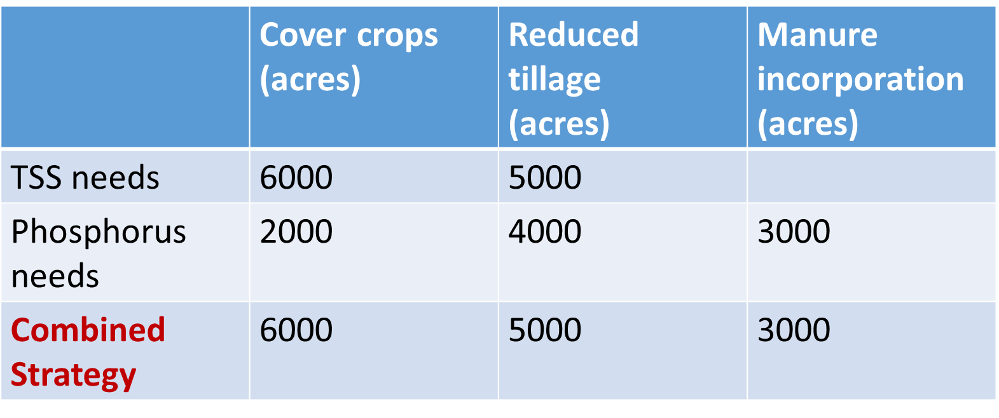 Cover crops (acres)
Reduced tillage (acres)
Manure incorporation (acres)
TSS needs 6000 5000
Phosphorus needs 2000 4000 3000
Combined Strategy 6000 5000 3000